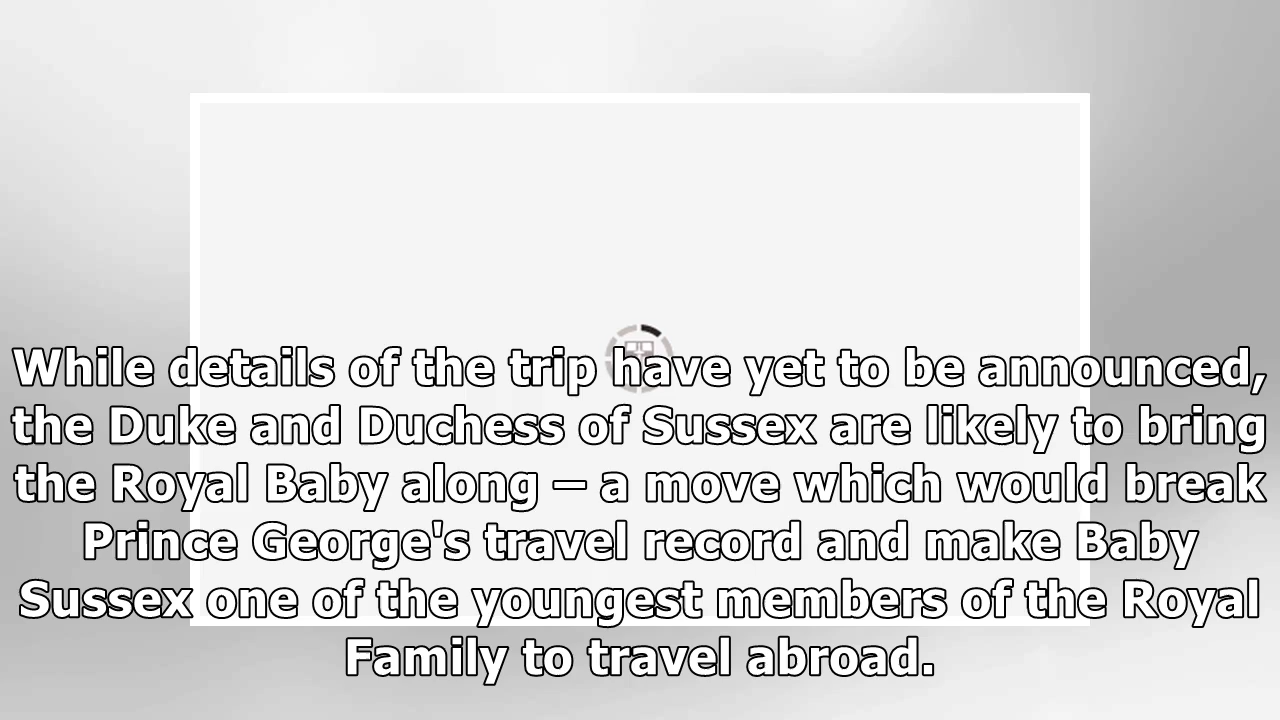 While details of the trip have yet to be announced,
the Duke and Duchess of Sussex are likely to bring
the Royal Baby along — a move which would break
Prince George's travel record and make Baby
Sussex one of the youngest members of the Royal
Family to travel abroad.